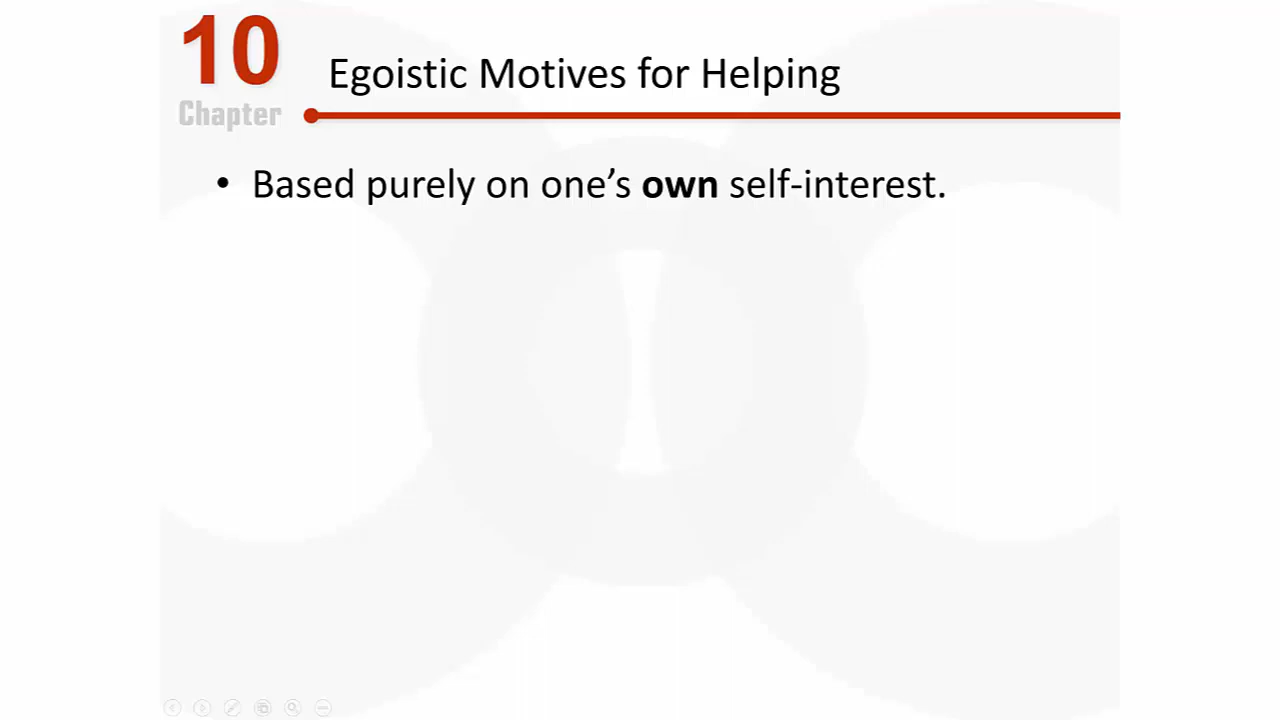 10
Chapter
Egoistic Motives for Helping
• Based purely on one's own self-interest.